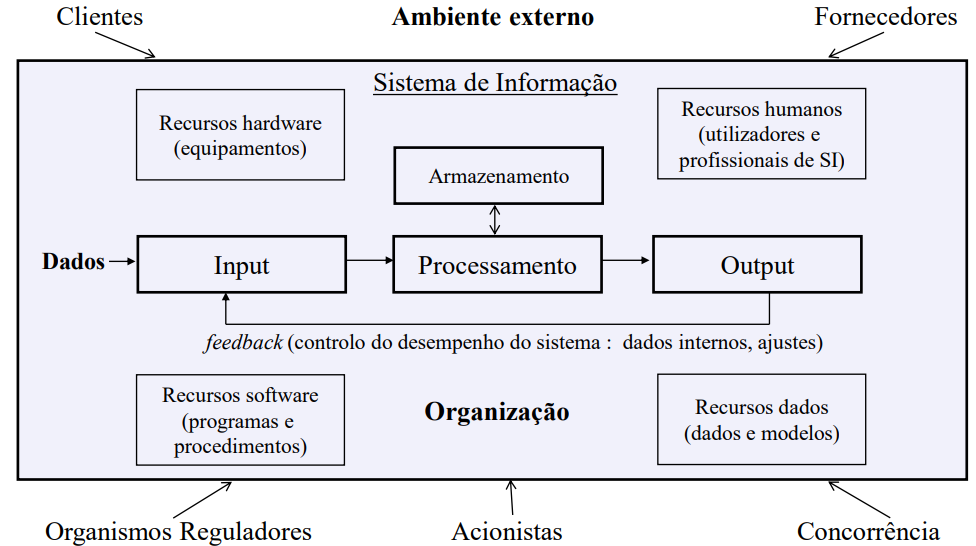 Clientes
Ambiente externo
Fornecedores
Sistema de Informação
Recursos hardware
(equipamentos)
Recursos humanos
(utilizadores e
profissionais de SI)
Armazenamento
Dados
Input
Processamento
Output
feedback (controlo do desempenho do sistema : dados internos, ajustes)
Recursos software
(programas e
procedimentos)
Organização
Recursos dados
(dados e modelos)
Organismos Reguladores
Acionistas
Concorrência